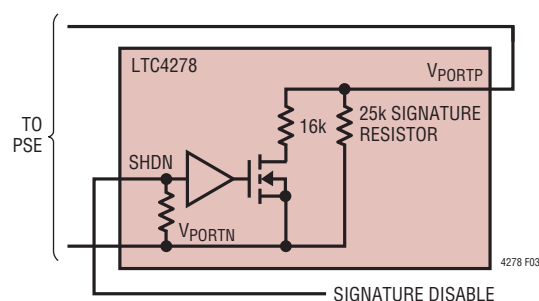 LTC4278
VPORTP
TO
PSE
16k
25k SIGNATURE
RESISTOR
SHDN
VPORTN
4278 F03
SIGNATURE DISABLE